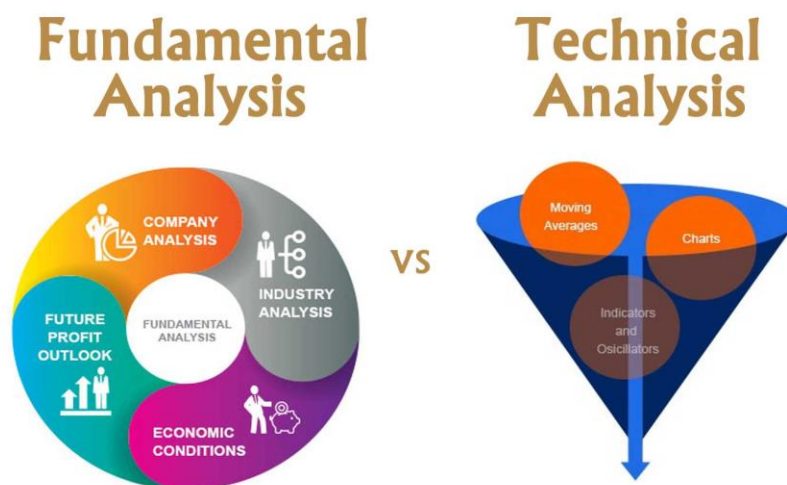 Fundamental
Analysis
Technical
Analysis
COMPANY
ANALYSIS
INDUSTRY
ANALYSIS
FUTURE
PROFIT
OUTLOOK
FUNDAMENTAL
ANALYSIS
ECONOMIC
CONDITIONS
vs
Moving
Averages
Charts
Indicators
and
Osicillators